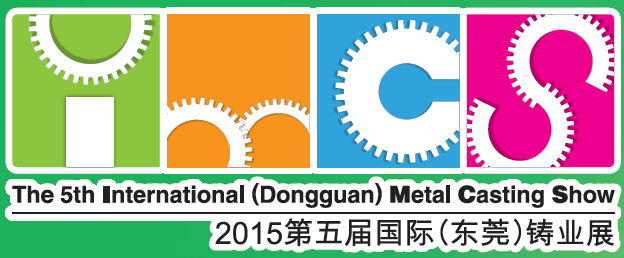 imcs
The 5th International (Dongguan) Metal Casting Show
2015第五届国际(东莞)铸业展